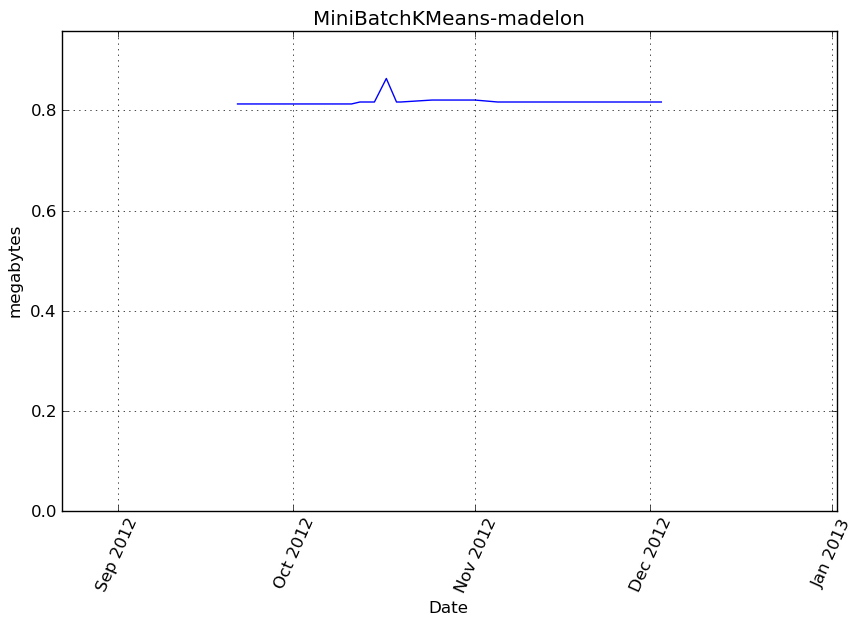 MiniBatchKMeans-madelon
0.8
0.6
0.4
0.2
0.0
megabytes
Sep 2012
Oct 2012
Nov 2012
Dec 2012
Jan 2013
Date